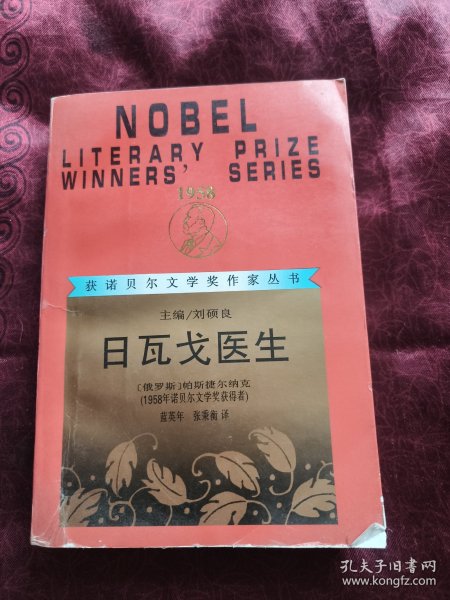 NOBEL
LITERARY PRIZE
WINNERS' SERIES
1958
获诺贝尔文学奖作家丛书
主编/刘硕良
日瓦戈医生
〔俄罗斯〕帕斯捷尔纳克
(1958年诺贝尔文学奖获得者)
蓝英年 张秉衡 译
孔夫子旧书网
www.kongfz.com